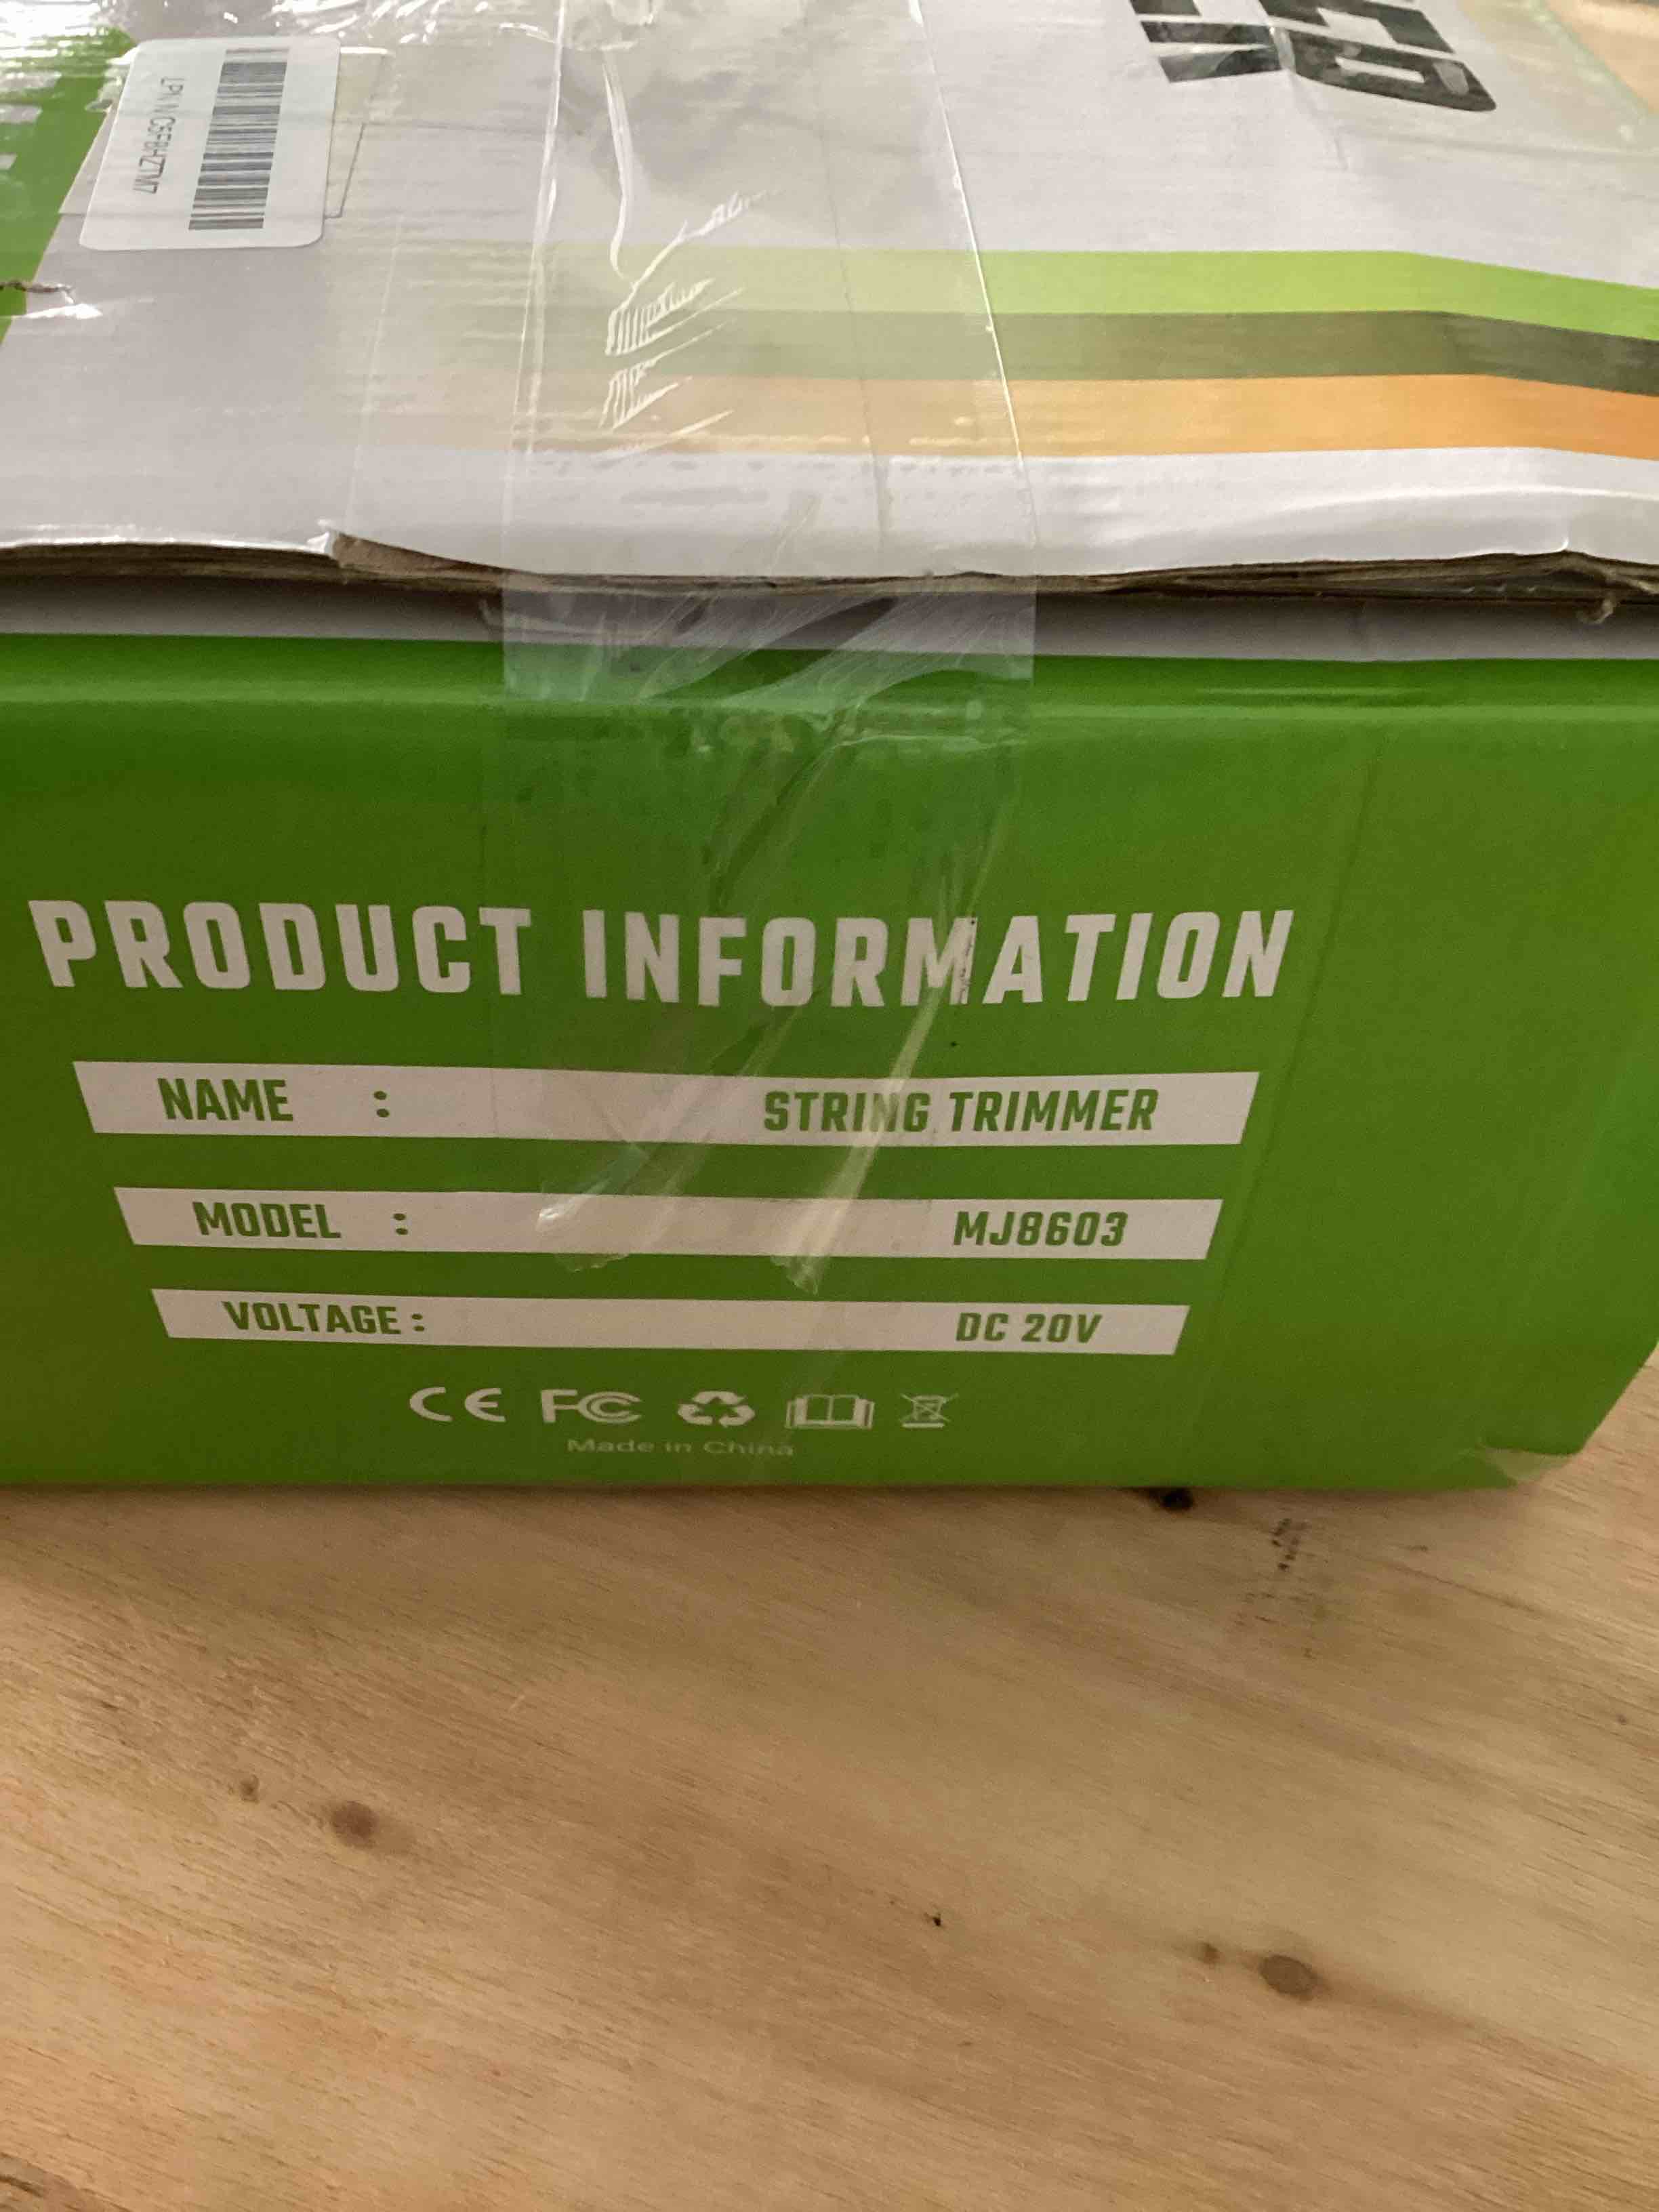 PRODUCT INFORMATION
NAME : STRING TRIMMER
MODEL : MJ8603
VOLTAGE : DC 20V
CE FC
Made in China